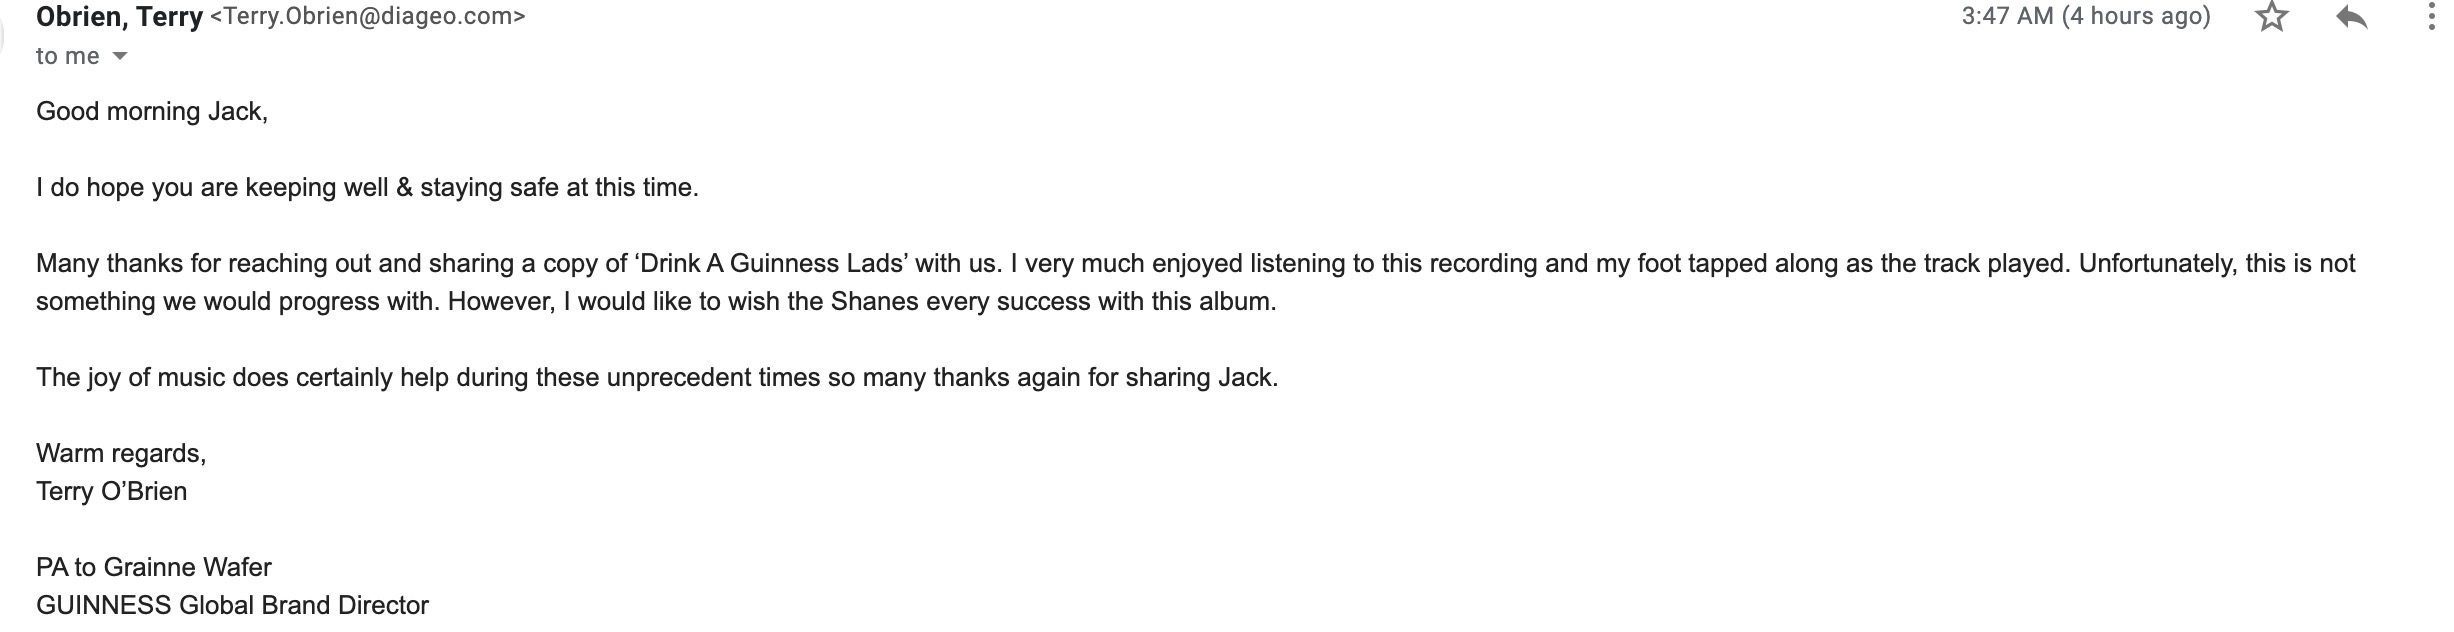 Obrien, Terry <Terry.Obrien@diageo.com> 3:47 AM (4 hours ago)
to me
Good morning Jack,
I do hope you are keeping well & staying safe at this time.
Many thanks for reaching out and sharing a copy of ‘Drink A Guinness Lads’ with us. I very much enjoyed listening to this recording and my foot tapped along as the track played. Unfortunately, this is not
something we would progress with. However, I would like to wish the Shanes every success with this album.
The joy of music does certainly help during these unprecedent times so many thanks again for sharing Jack.
Warm regards,
Terry O’Brien
PA to Grainne Wafer
GUINNESS Global Brand Director